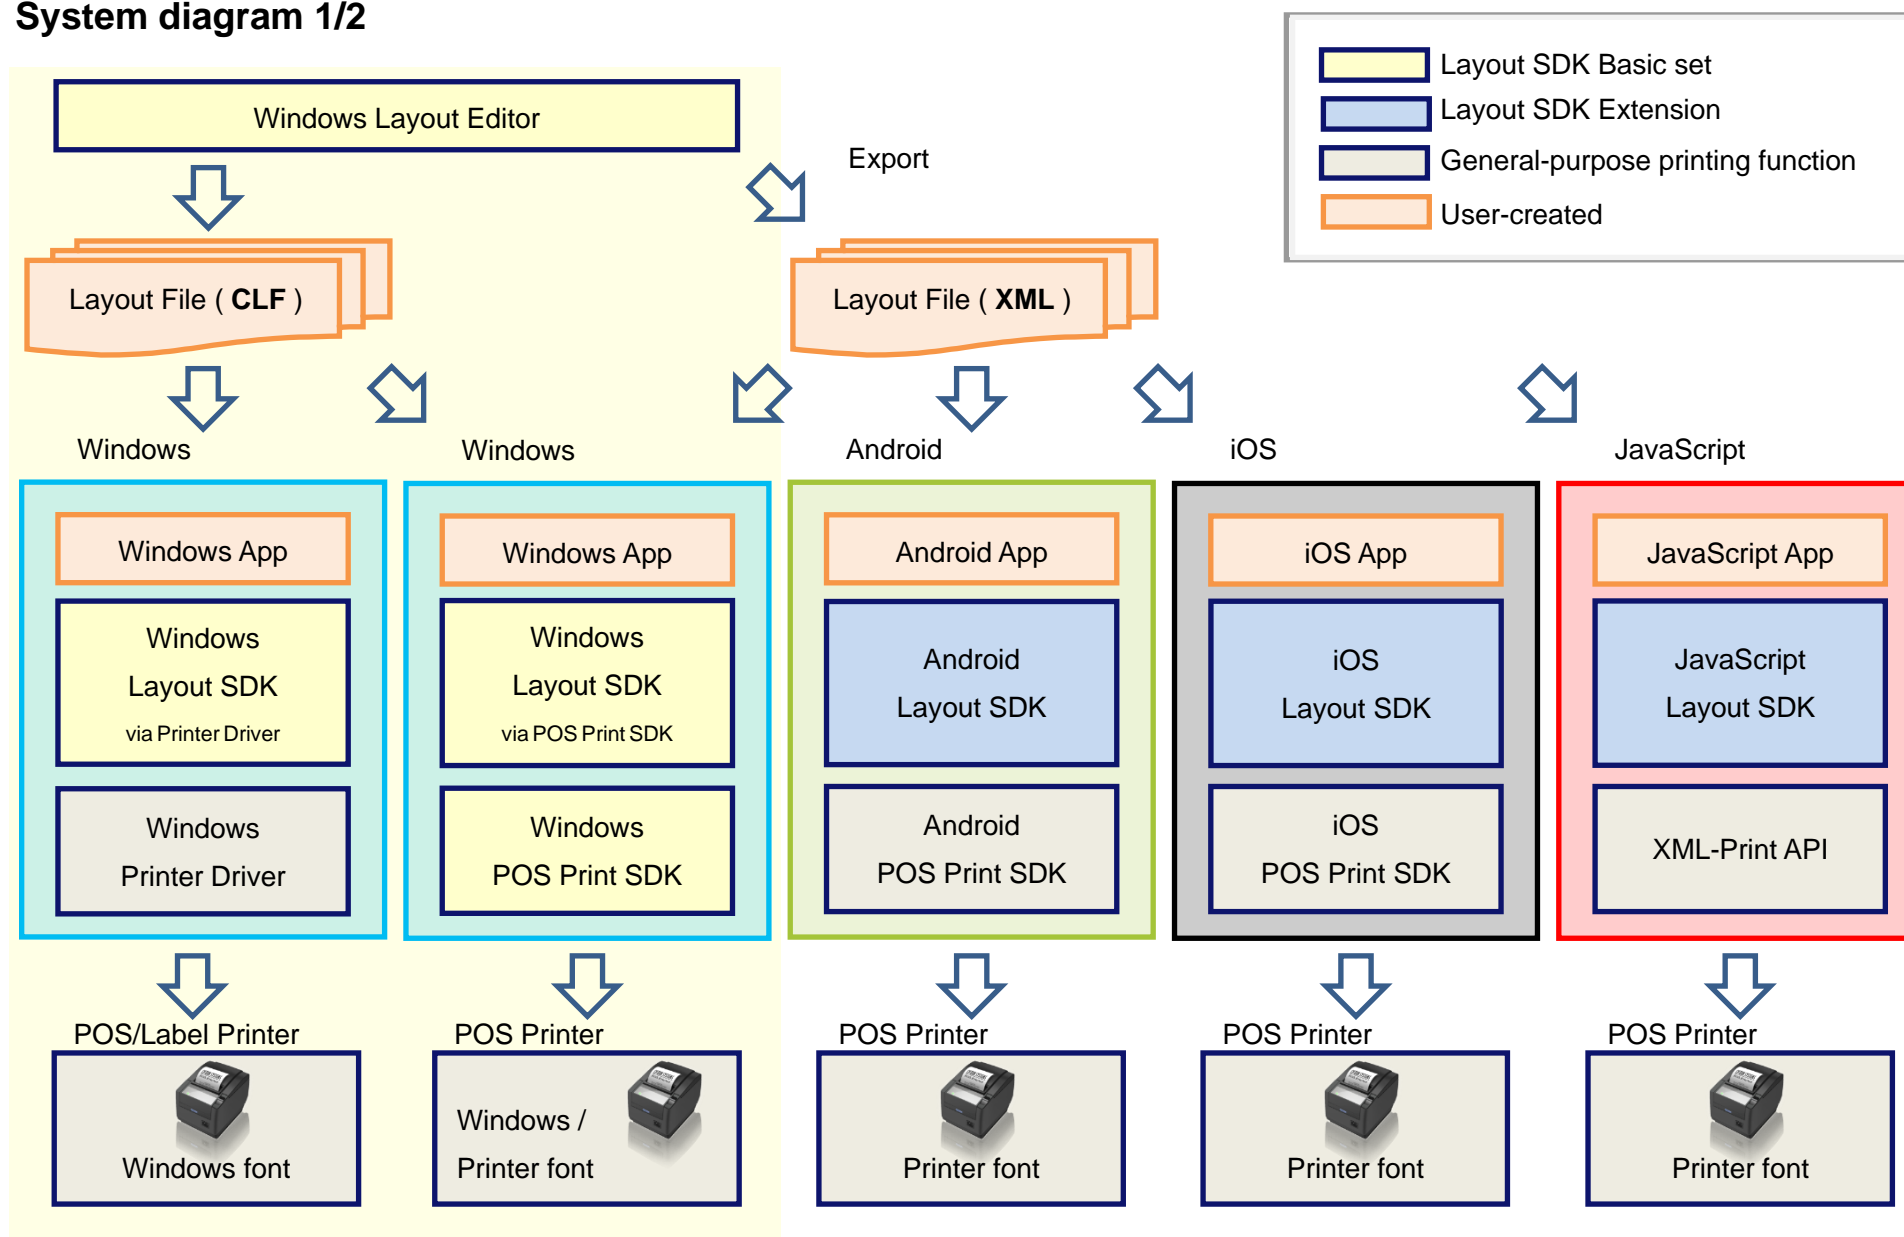 System diagram 1/2
Layout SDK Basic set
Layout SDK Extension
General-purpose printing function
User-created
Windows Layout Editor
Export
Layout File ( CLF )
Layout File ( XML )
Windows
Windows
Android
iOS
JavaScript
Windows App
Windows App
Android App
iOS App
JavaScript App
Windows
Layout SDK
via Printer Driver
Windows
Layout SDK
via POS Print SDK
Android
Layout SDK
iOS
Layout SDK
JavaScript
Layout SDK
Windows
Printer Driver
Windows
POS Print SDK
Android
POS Print SDK
iOS
POS Print SDK
XML-Print API
POS/Label Printer
POS Printer
POS Printer
POS Printer
POS Printer
Windows font
Windows /
Printer font
Printer font
Printer font
Printer font